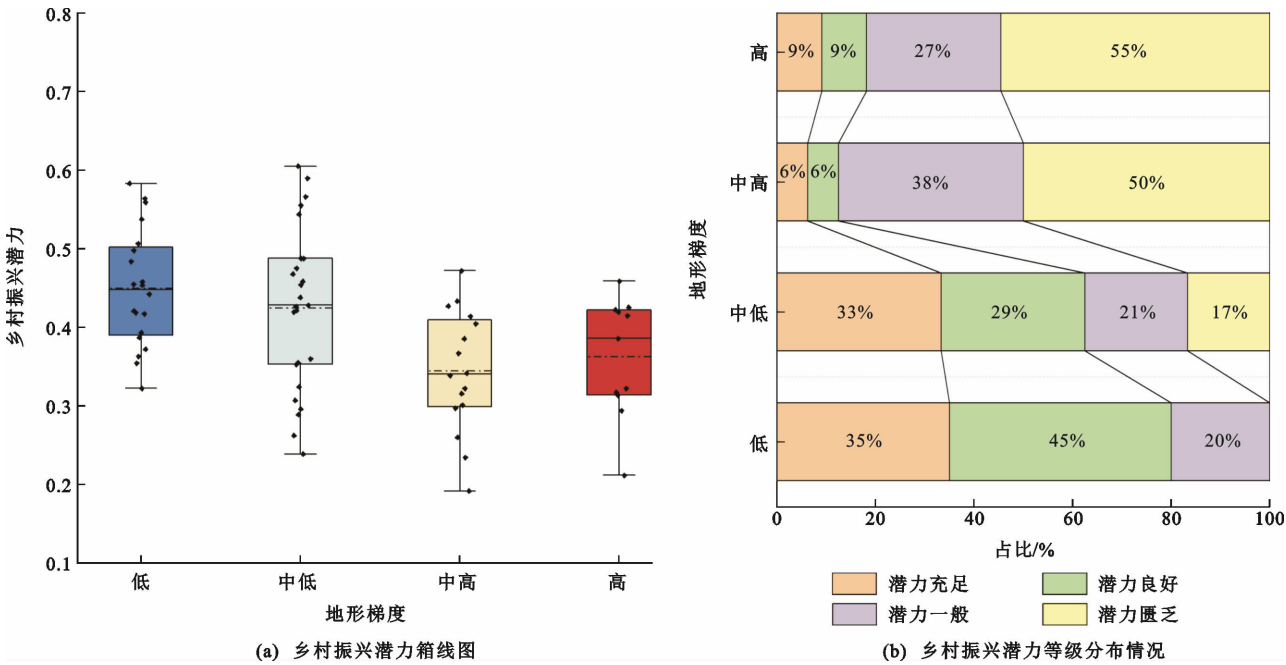 0.8
0.7
0.6
0.5
0.4
0.3
0.2
0.1
乡村振兴潜力
低
中低
中高
高
地形梯度
(a) 乡村振兴潜力箱线图
地形梯度
高
9%
9%
27%
55%
中高
6%
6%
38%
50%
中低
33%
29%
21%
17%
低
35%
45%
20%
0
20
40
60
80
100
占比/%
潜力充足
潜力良好
潜力一般
潜力匮乏
(b) 乡村振兴潜力等级分布情况